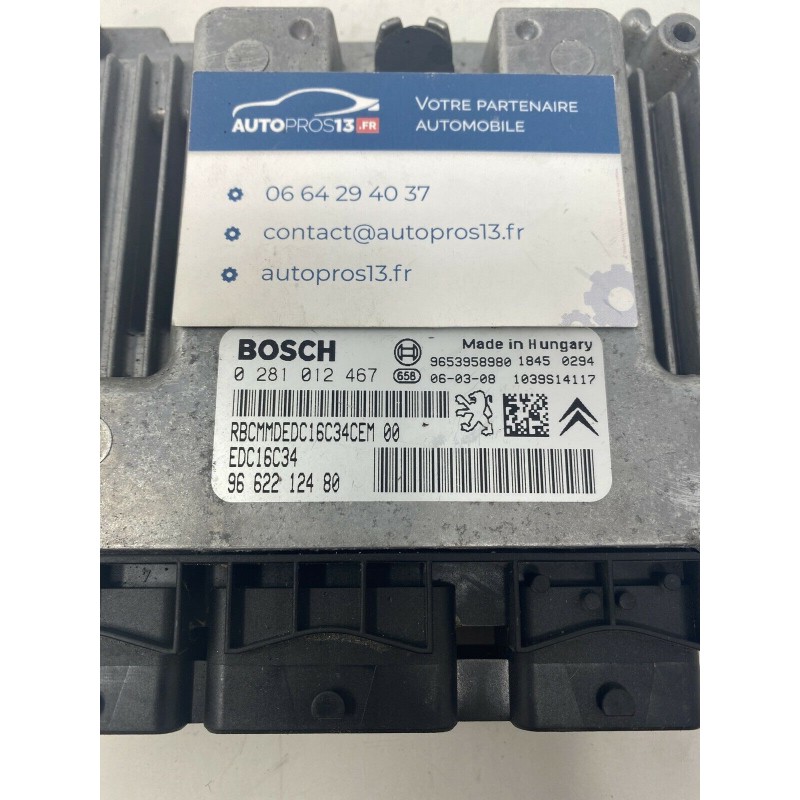 AUTOPROS13.FR
VOTRE PARTENAIRE
AUTOMOBILE
06 64 29 40 37
contact@autopros13.fr
autopros13.fr
BOSCH
Made in Hungary
9653958980 1845 0294
0 281 012 467
658
06-03-08 1039S14117
RBCMMDEDC16C34CEM 00
EDC16C34
96 622 124 80